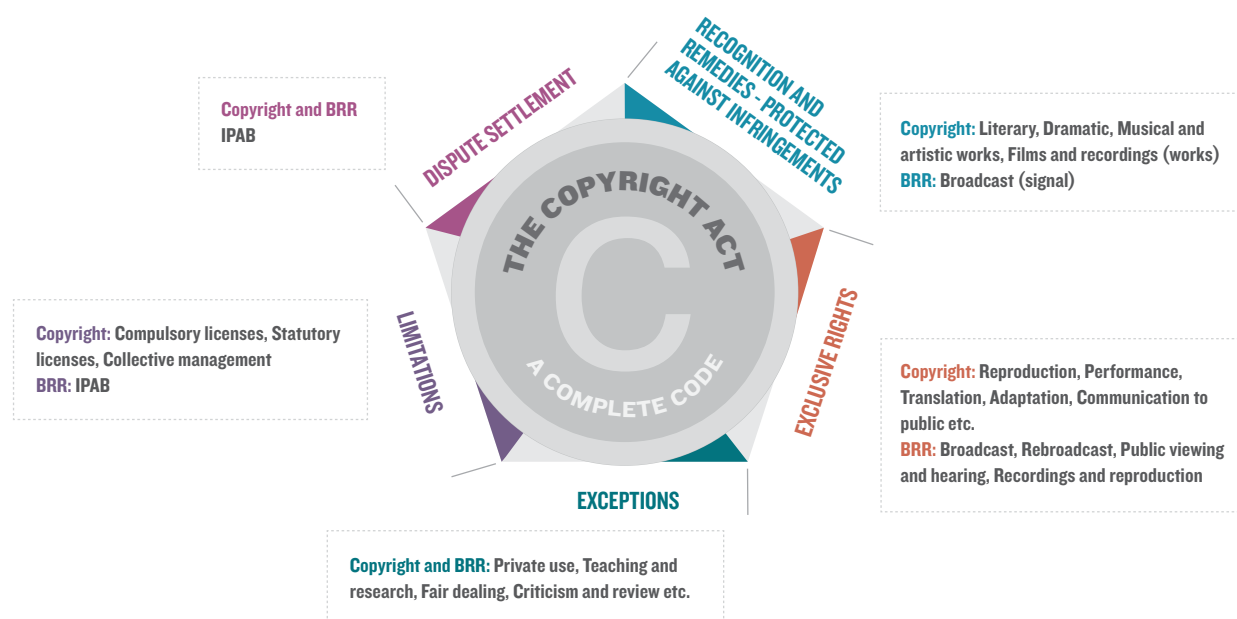 RECOGNITION AND
REMEDIES - PROTECTED
AGAINST INFRINGEMENTS
Copyright: Literary, Dramatic, Musical and
artistic works, Films and recordings (works)
BRR: Broadcast (signal)
EXCLUSIVE RIGHTS
Copyright: Reproduction, Performance,
Translation, Adaptation, Communication to
public etc.
BRR: Broadcast, Rebroadcast, Public viewing
and hearing, Recordings and reproduction
EXCEPTIONS
Copyright and BRR: Private use, Teaching and
research, Fair dealing, Criticism and review etc.
LIMITATIONS
Copyright: Compulsory licenses, Statutory
licenses, Collective management
BRR: IPAB
DISPUTE SETTLEMENT
Copyright and BRR
IPAB
THE COPYRIGHT ACT
C
A COMPLETE CODE